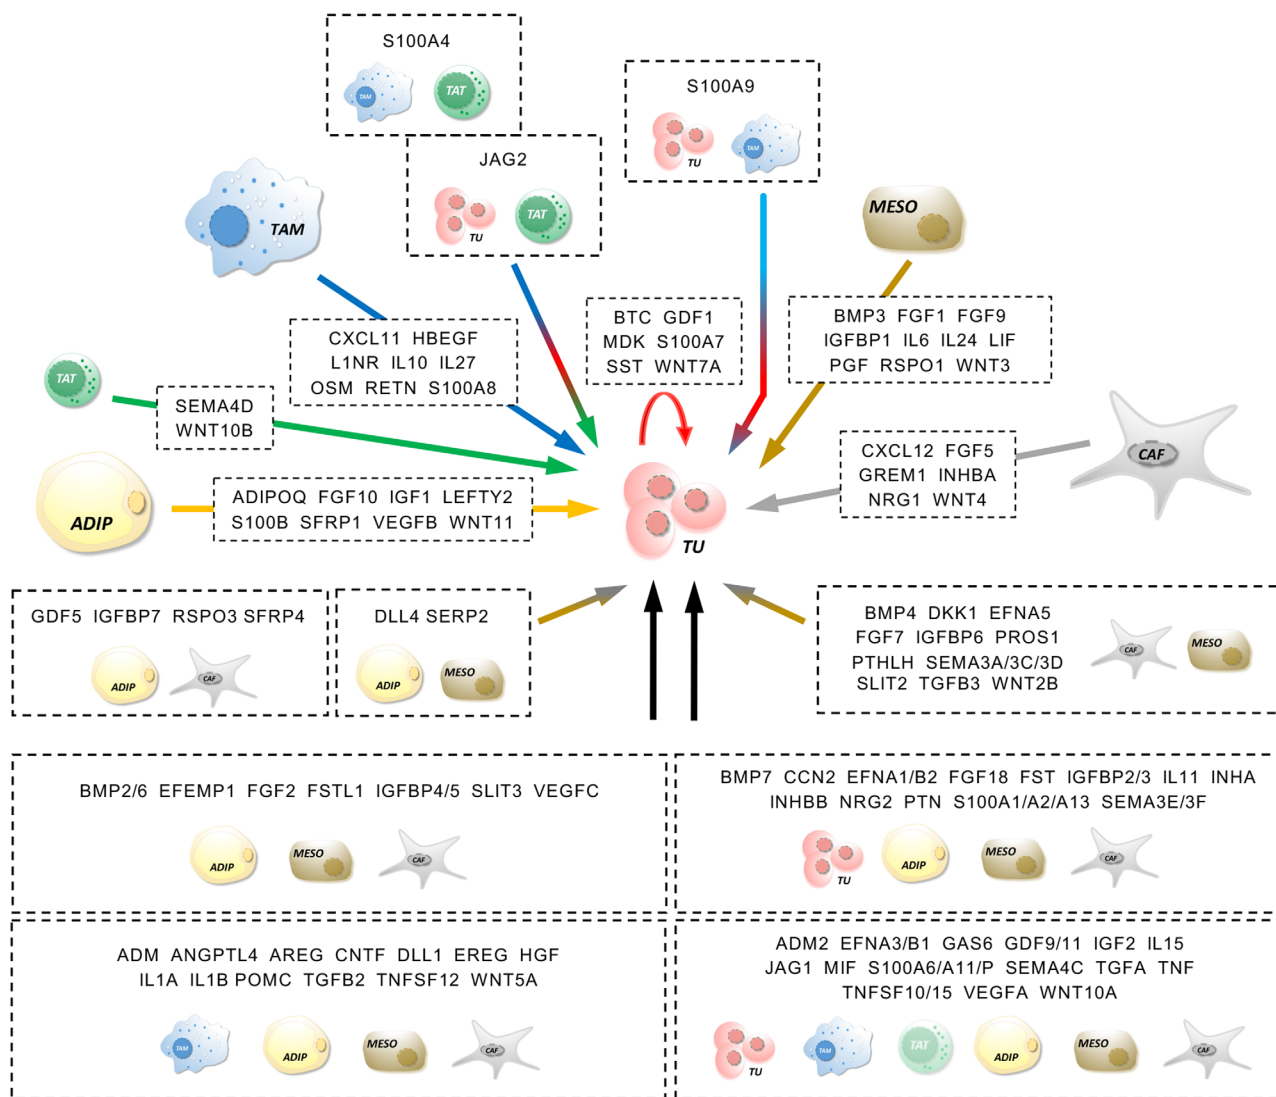 S100A4
TAM
TAT
S100A9
TU
TAM
JAG2
TU
TAT
TAM
MESO
BTC GDF1
MDK S100A7
SST WNT7A
BMP3 FGF1 FGF9
IGFBP1 IL6 IL24 LIF
PGF RSPO1 WNT3
CXCL11 HBEGF
L1NR IL10 IL27
OSM RETN S100A8
TAT
SEMA4D
WNT10B
CXCL12 FGF5
GREM1 INHBA
NRG1 WNT4
CAF
ADIP
ADIPOQ FGF10 IGF1 LEFTY2
S100B SFRP1 VEGFB WNT11
TU
GDF5 IGFBP7 RSPO3 SFRP4
ADIP
CAF
DLL4 SERP2
ADIP
MESO
BMP4 DKK1 EFNA5
FGF7 IGFBP6 PROS1
PTHLH SEMA3A/3C/3D
SLIT2 TGFB3 WNT2B
CAF
MESO
BMP2/6 EFEMP1 FGF2 FSTL1 IGFBP4/5 SLIT3 VEGFC
ADIP
MESO
CAF
BMP7 CCN2 EFNA1/B2 FGF18 FST IGFBP2/3 IL11 INHA
INHBB NRG2 PTN S100A1/A2/A13 SEMA3E/3F
TU
ADIP
MESO
CAF
ADM ANGPTL4 AREG CNTF DLL1 EREG HGF
IL1A IL1B POMC TGFB2 TNFSF12 WNT5A
TAM
ADIP
MESO
CAF
ADM2 EFNA3/B1 GAS6 GDF9/11 IGF2 IL15
JAG1 MIF S100A6/A11/P SEMA4C TGFA TNF
TNFSF10/15 VEGFA WNT10A
TU
TAM
TAT
ADIP
MESO
CAF